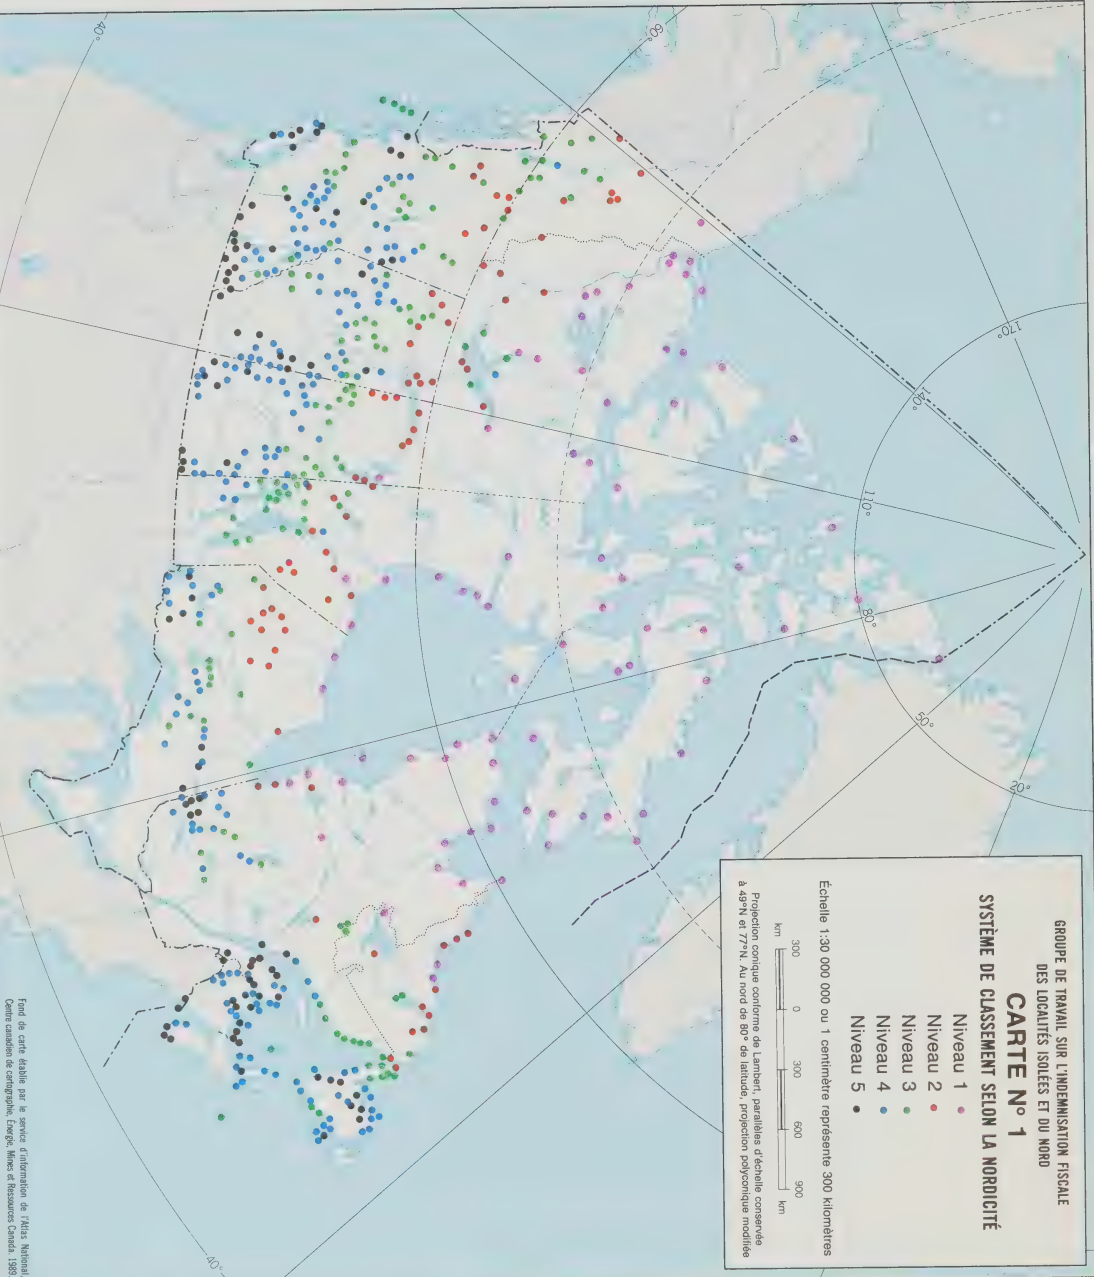 GROUPE DE TRAVAIL SUR L'INDEMNISATION FISCALE
DES LOCALITÉS ISOLÉES ET DU NORD
CARTE N° 1
SYSTÈME DE CLASSEMENT SELON LA NORDICITÉ
Niveau 1
Niveau 2
Niveau 3
Niveau 4
Niveau 5
Échelle 1:30 000 000 ou 1 centimètre représente 300 kilomètres
km 300 0 300 600 900 km
Projection conique conforme de Lambert, parallèles d'échelle conservée
à 49°N et 77°N. Au nord de 80° de latitude, projection polyconique modifiée
170°
140°
110°
80°
50°
20°
60°
40°
40°
Fond de carte établie par le service d'information de l'Atlas National,
Centre canadien de cartographie, Énergie, Mines et Ressources Canada. 1989.